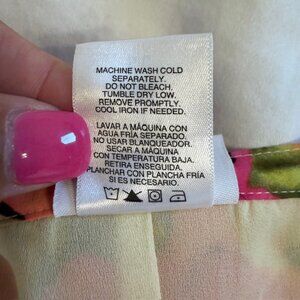 MACHINE WASH COLD
SEPARATELY.
DO NOT BLEACH.
TUMBLE DRY LOW.
REMOVE PROMPTLY.
COOL IRON IF NEEDED.
LAVAR A MÁQUINA CON
AGUA FRÍA SEPARADO.
NO USAR BLANQUEADOR.
SECAR A MÁQUINA
CON TEMPERATURA BAJA.
RETIRA ENSEGUIDA.
PLANCHAR CON PLANCHA FRÍA
SI ES NECESARIO.